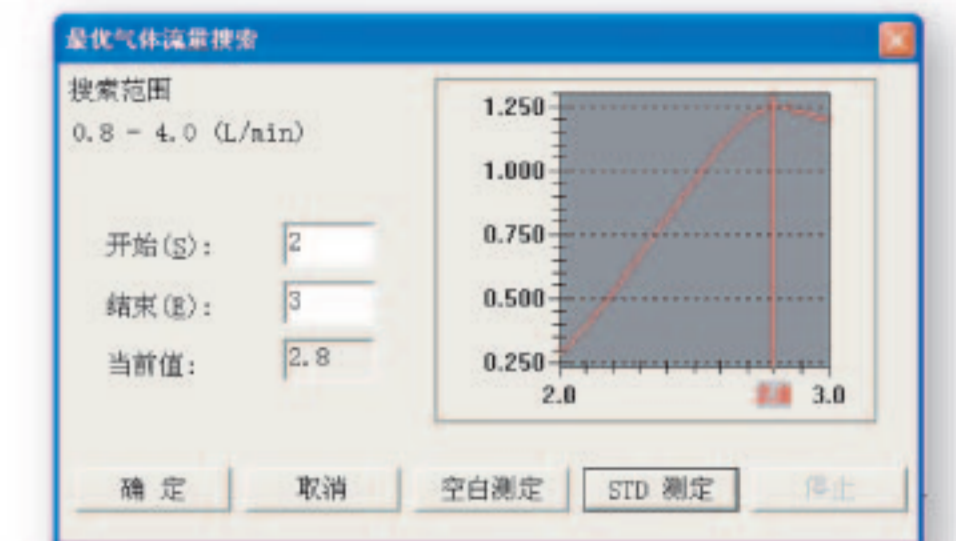 最优气体流量搜索
搜索范围
0.8 - 4.0 (L/min)
开始(S): 2
结束(E): 3
当前值: 2.8
1.250
1.000
0.750
0.500
0.250
2.0 3.0
确定 取消 空白测定 STD 测定 停止